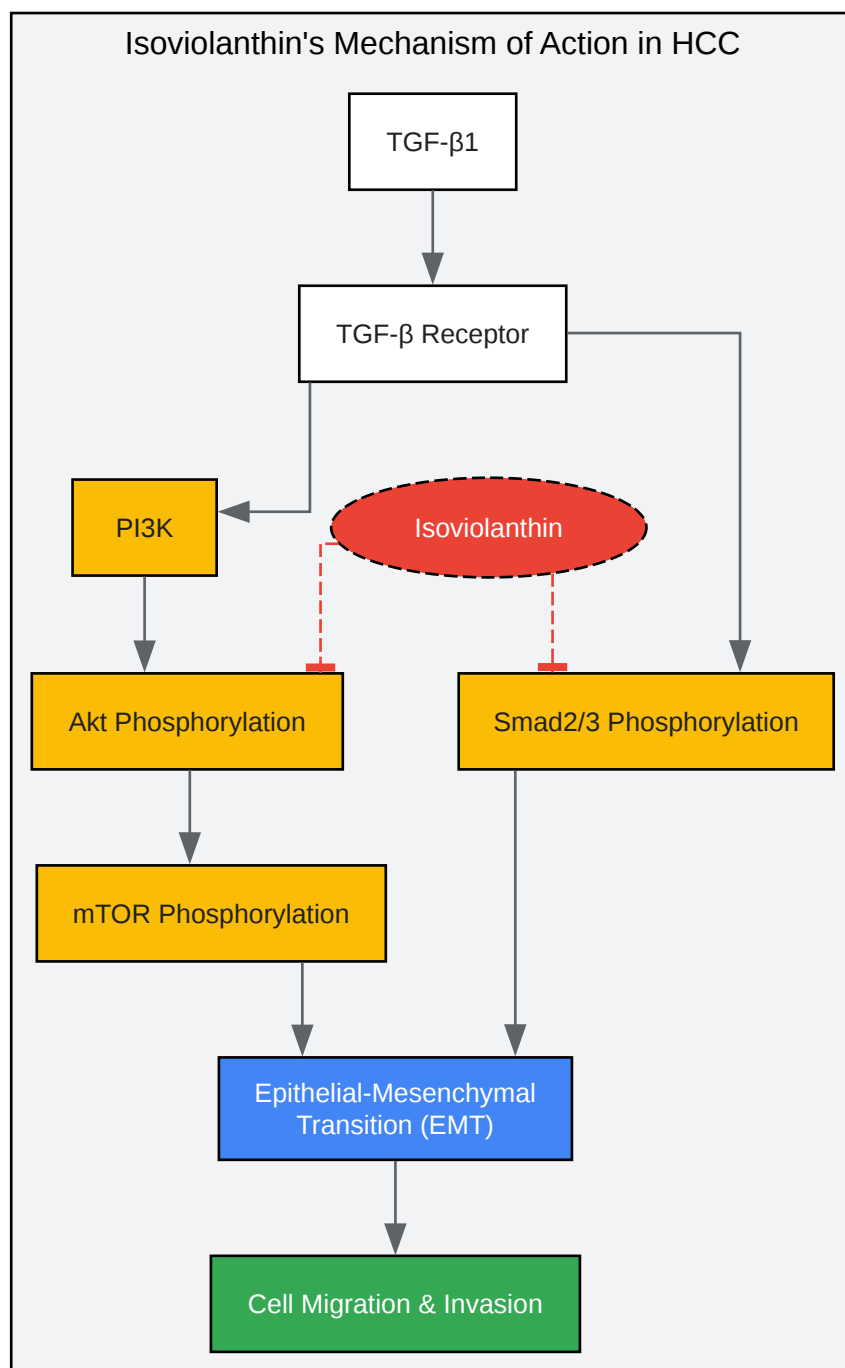 Isoviolanthin's Mechanism of Action in HCC
TGF-β1
TGF-β Receptor
PI3K
Isoviolanthin
Akt Phosphorylation
Smad2/3 Phosphorylation
mTOR Phosphorylation
Epithelial-Mesenchymal
Transition (EMT)
Cell Migration & Invasion